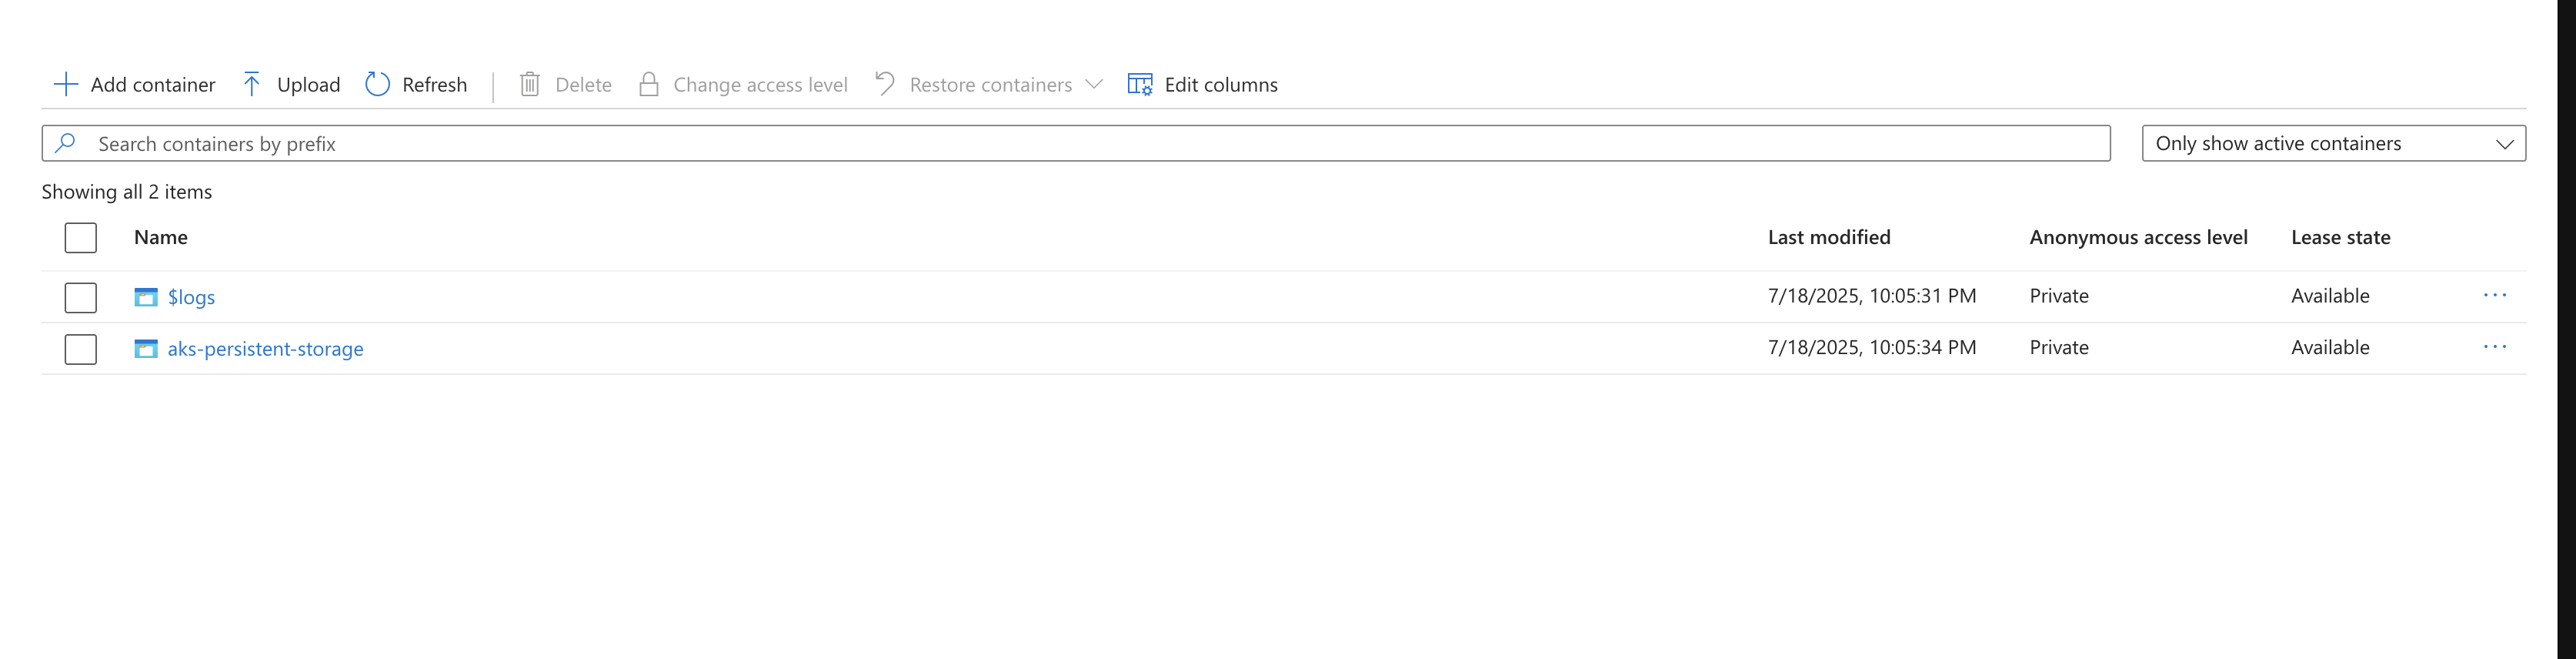 Add container Upload Refresh Delete Change access level Restore containers Edit columns
Search containers by prefix Only show active containers
Showing all 2 items
Name Last modified Anonymous access level Lease state
$logs 7/18/2025, 10:05:31 PM Private Available ...
aks-persistent-storage 7/18/2025, 10:05:34 PM Private Available ...